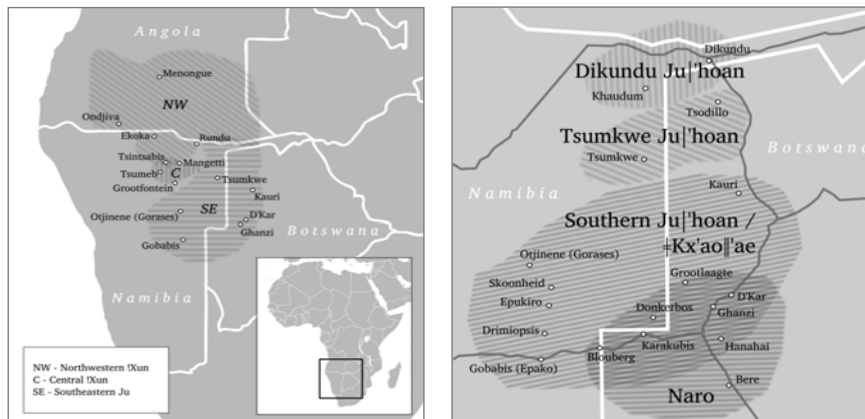 Angola
Menongue
NW
Ondjiva
Ekoka
Rundu
Tsintsabis
Mangetti
Tsumeb
C
Tsumkwe
Grootfontein
Kauri
SE
Otjinene (Gorases)
D'Kar
Ghanzi
Gobabis
Botswana
Namibia
NW - Northwestern !Xun
C - Central !Xun
SE - Southeastern Ju
Dikundu
Dikundu Ju|'hoan
Khaudum
Tsodillo
Tsumkwe Ju|'hoan
Tsumkwe
Botswana
Namibia
Kauri
Southern Ju|'hoan /
ǂKx'ao‖'ae
Otjinene (Gorases)
Grootlaagte
Skoonheid
D'Kar
Epukiro
Donkerbos
Ghanzi
Drimiopsis
Karakubis
Hanahai
Blouberg
Gobabis (Epako)
Bere
Naro